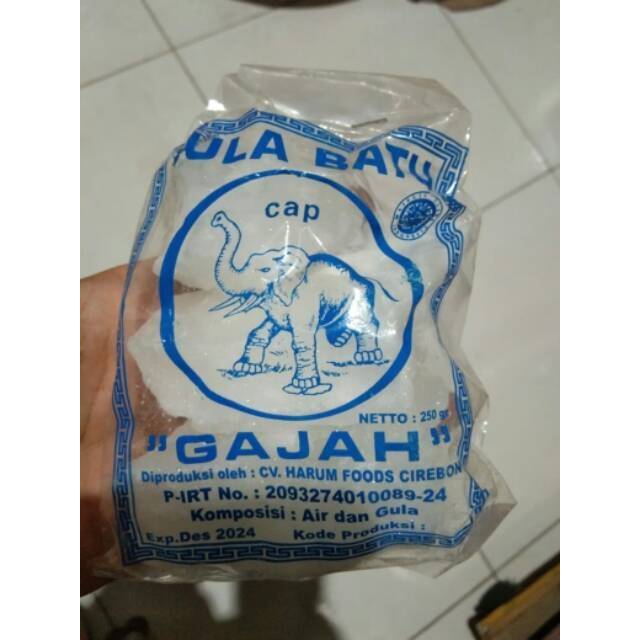 GULA BATU
cap
NETTO : 250 gr
"GAJAH"
Diproduksi oleh : CV. HARUM FOODS CIREBON
P-IRT No. : 2093274010089-24
Komposisi : Air dan Gula
Exp.Des 2024 Kode Produksi :